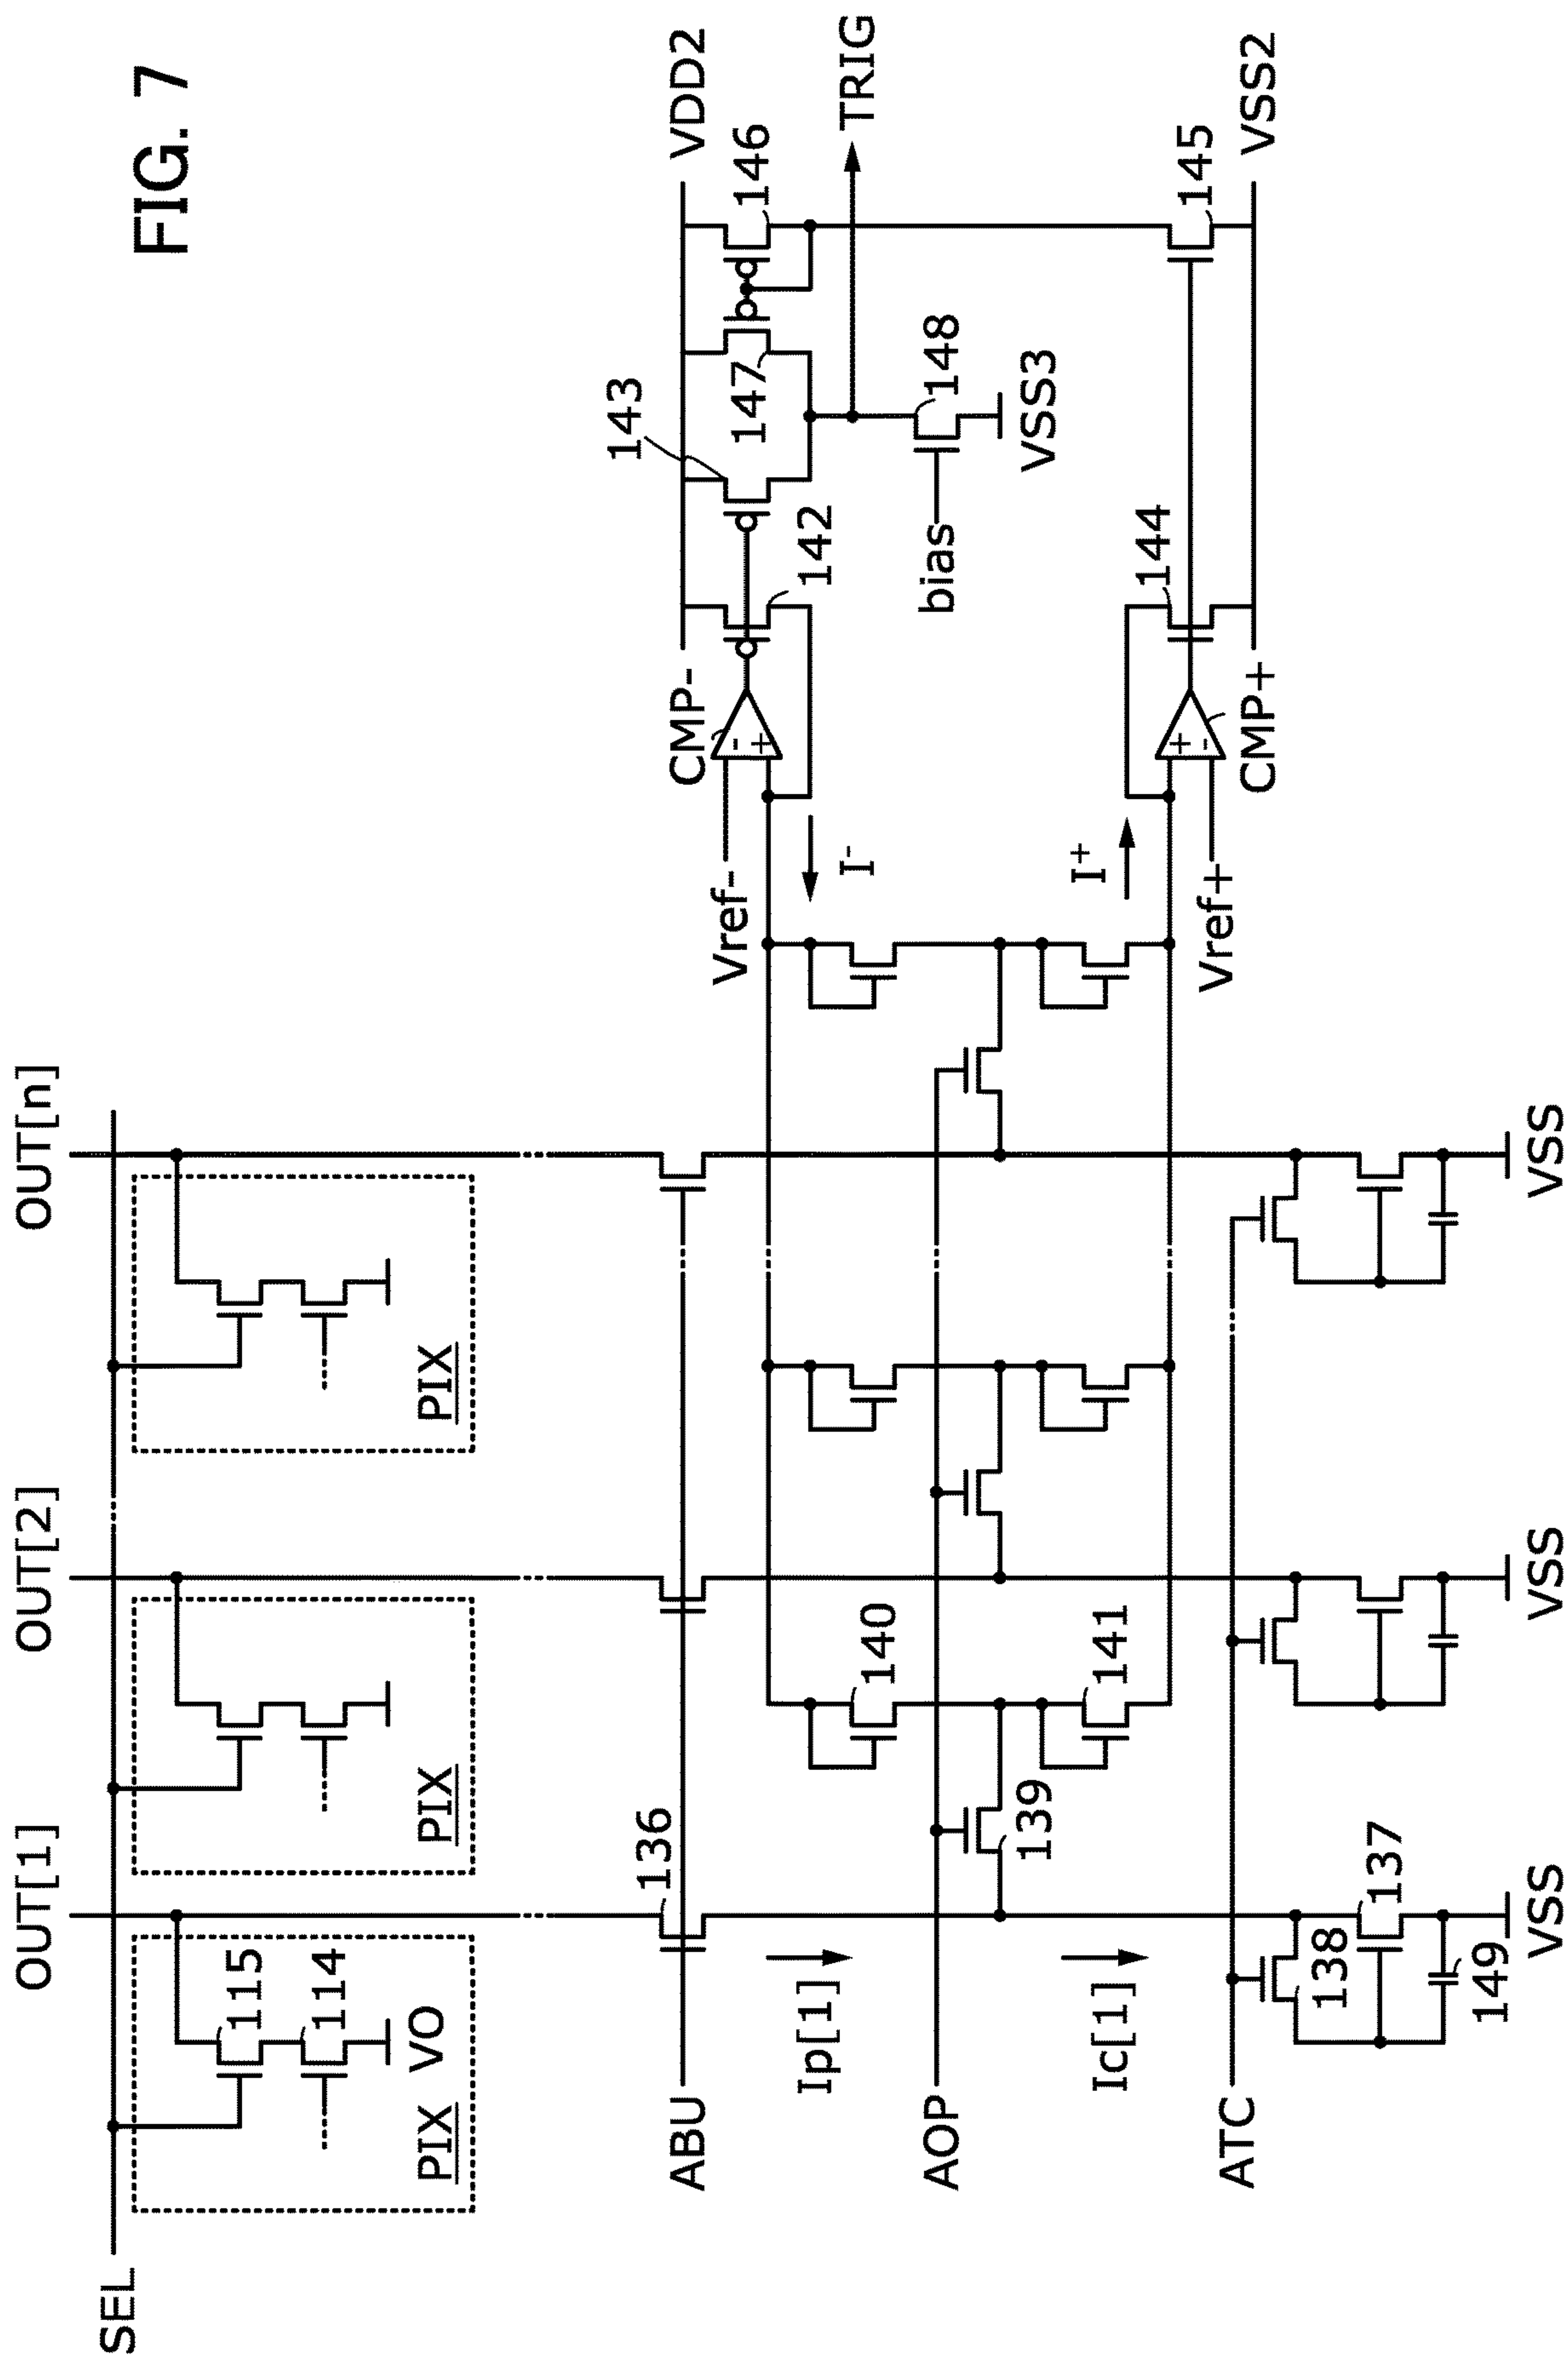 FIG. 7
OUT[1]
OUT[2]
OUT[n]
SEL
115
114
VO
PIX
PIX
PIX
ABU
136
Ip[1]
AOP
139
140
141
Ic[1]
ATC
138
137
149
VSS
VSS
VSS
Vref-
CMP-
-
+
I-
I+
Vref+
CMP+
+
-
142
143
147
146
VDD2
TRIG
bias
148
VSS3
144
145
VSS2